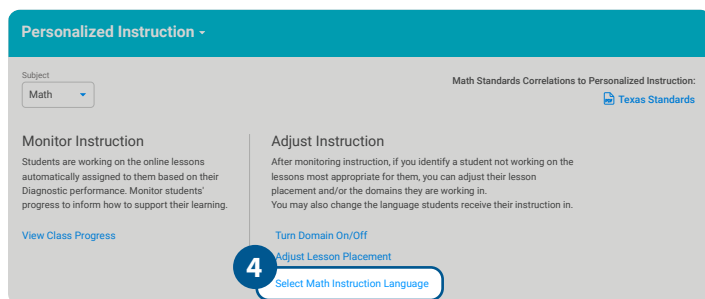 Personalized Instruction
Subject
Math
Math Standards Correlations to Personalized Instruction:
PDF Texas Standards
Monitor Instruction
Students are working on the online lessons
automatically assigned to them based on their
Diagnostic performance. Monitor students'
progress to inform how to support their learning.
View Class Progress
Adjust Instruction
After monitoring instruction, if you identify a student not working on the
lessons most appropriate for them, you can adjust their lesson
placement and/or the domains they are working in.
You may also change the language students receive their instruction in.
Turn Domain On/Off
Adjust Lesson Placement
4
Select Math Instruction Language